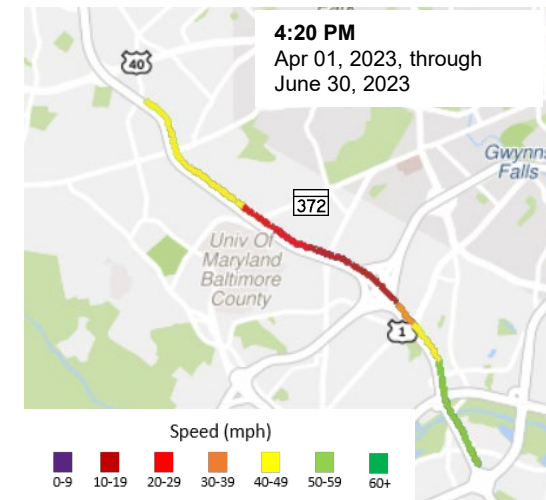 4:20 PM
Apr 01, 2023, through
June 30, 2023
40
Gwynns
Falls
372
Univ Of
Maryland
Baltimore
County
1
Speed (mph)
0-9 10-19 20-29 30-39 40-49 50-59 60+